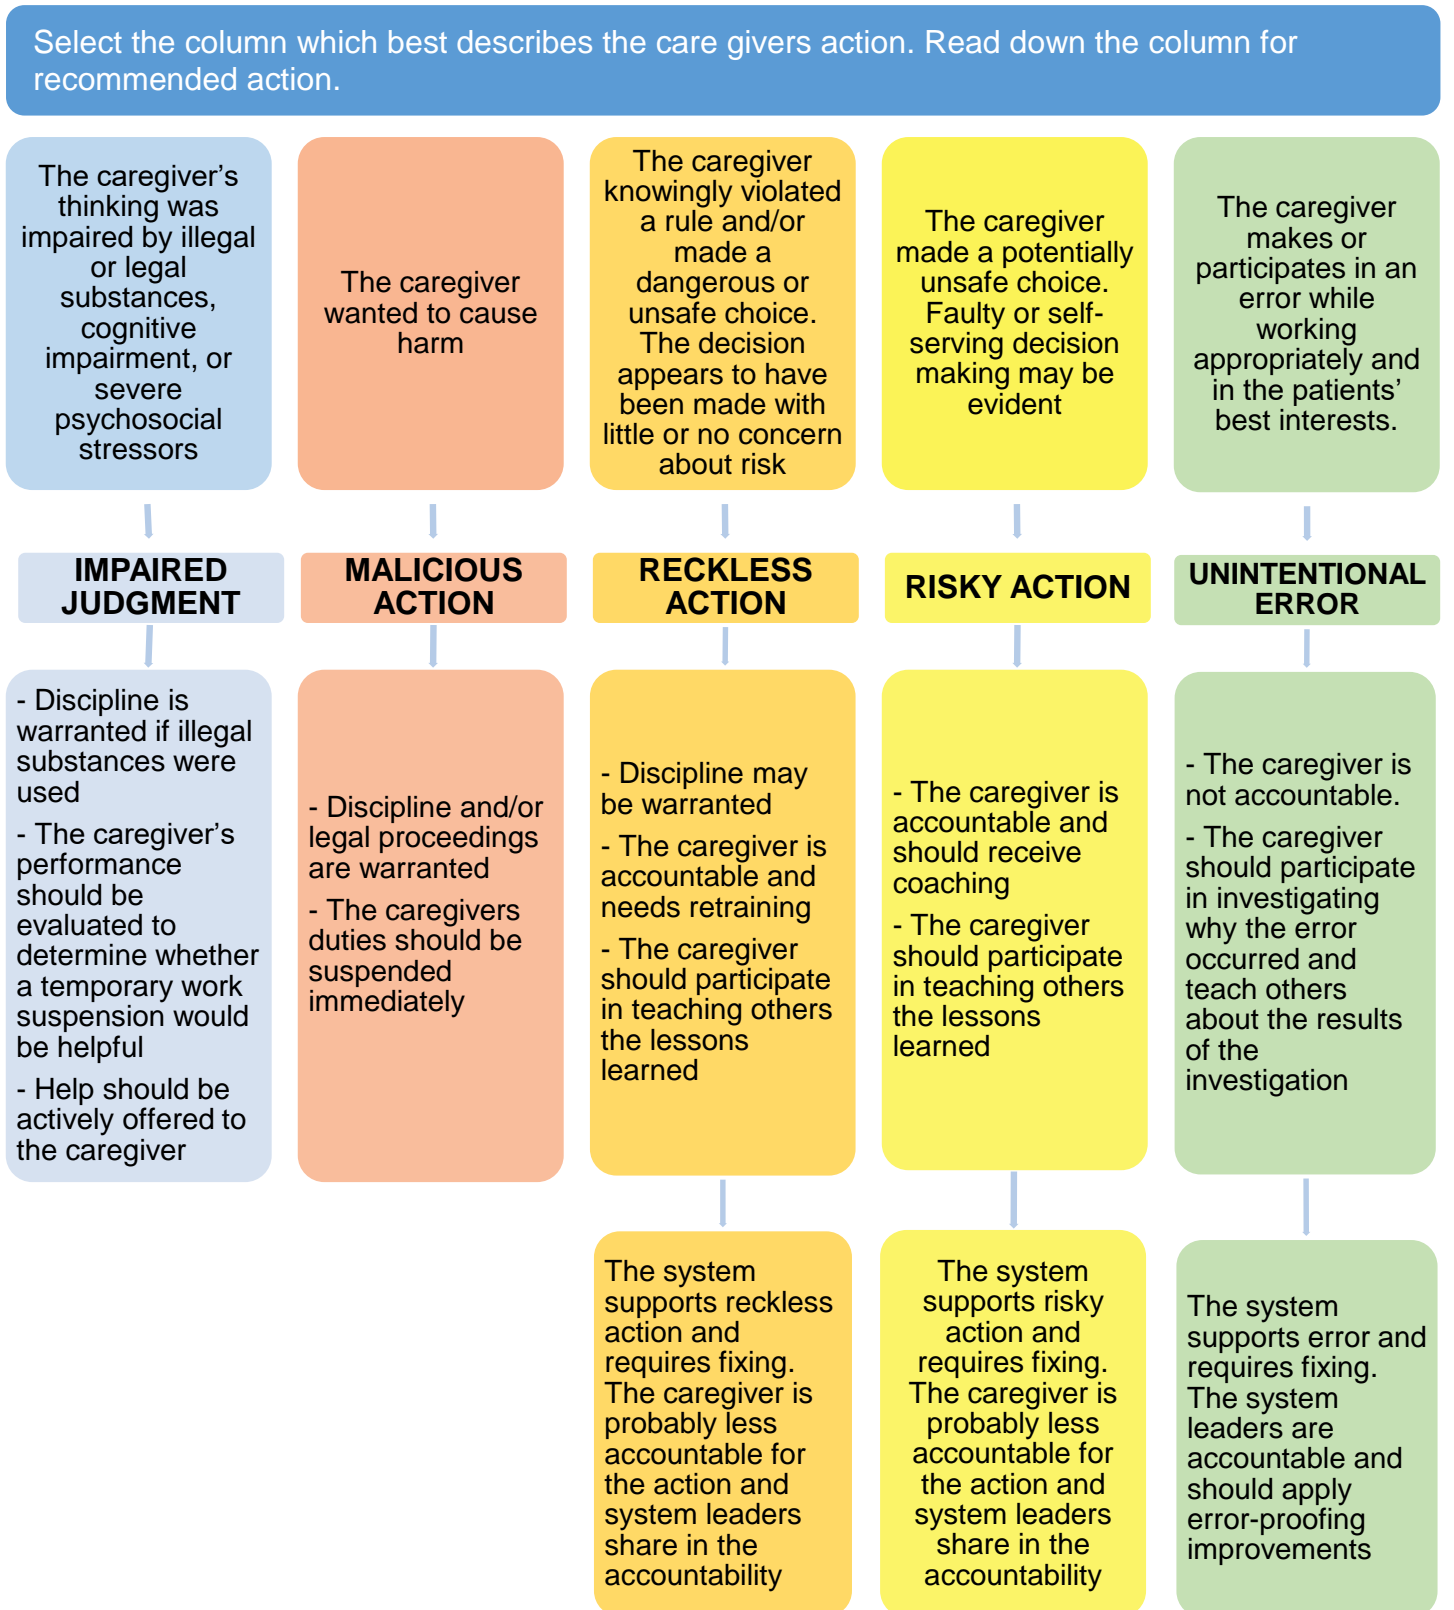 Select the column which best describes the care givers action. Read down the column for
recommended action.
The caregiver's
thinking was
impaired by illegal
or legal
substances,
cognitive
impairment, or
severe
psychosocial
stressors
The caregiver
wanted to cause
harm
The caregiver
knowingly violated
a rule and/or
made a
dangerous or
unsafe choice.
The decision
appears to have
been made with
little or no concern
about risk
The caregiver
made a potentially
unsafe choice.
Faulty or self-
serving decision
making may be
evident
The caregiver
makes or
participates in an
error while
working
appropriately and
in the patients'
best interests.
IMPAIRED
JUDGMENT
MALICIOUS
ACTION
RECKLESS
ACTION
RISKY ACTION
UNINTENTIONAL
ERROR
- Discipline is
warranted if illegal
substances were
used
- The caregiver's
performance
should be
evaluated to
determine whether
a temporary work
suspension would
be helpful
- Help should be
actively offered to
the caregiver
- Discipline and/or
legal proceedings
are warranted
- The caregivers
duties should be
suspended
immediately
- Discipline may
be warranted
- The caregiver is
accountable and
needs retraining
- The caregiver
should participate
in teaching others
the lessons
learned
- The caregiver is
accountable and
should receive
coaching
- The caregiver
should participate
in teaching others
the lessons
learned
- The caregiver is
not accountable.
- The caregiver
should participate
in investigating
why the error
occurred and
teach others
about the results
of the
investigation
The system
supports reckless
action and
requires fixing.
The caregiver is
probably less
accountable for
the action and
system leaders
share in the
accountability
The system
supports risky
action and
requires fixing.
The caregiver is
probably less
accountable for
the action and
system leaders
share in the
accountability
The system
supports error and
requires fixing.
The system
leaders are
accountable and
should apply
error-proofing
improvements